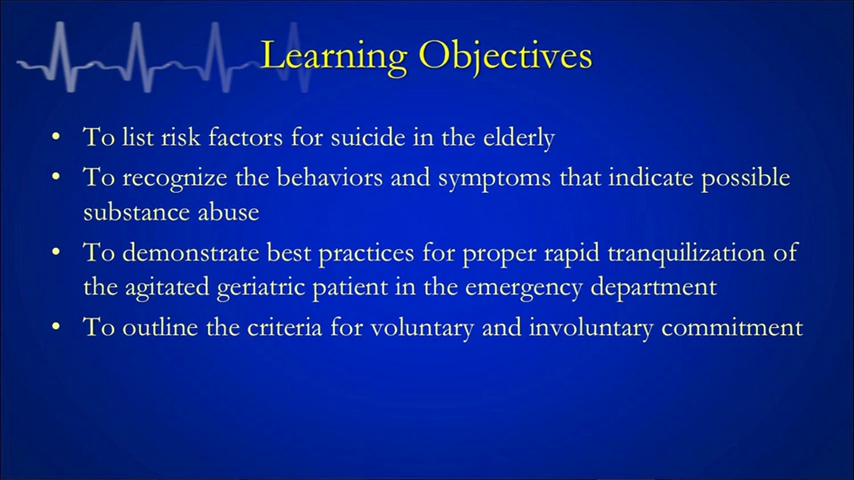 Learning Objectives
• To list risk factors for suicide in the elderly
• To recognize the behaviors and symptoms that indicate possible
substance abuse
• To demonstrate best practices for proper rapid tranquilization of
the agitated geriatric patient in the emergency department
• To outline the criteria for voluntary and involuntary commitment